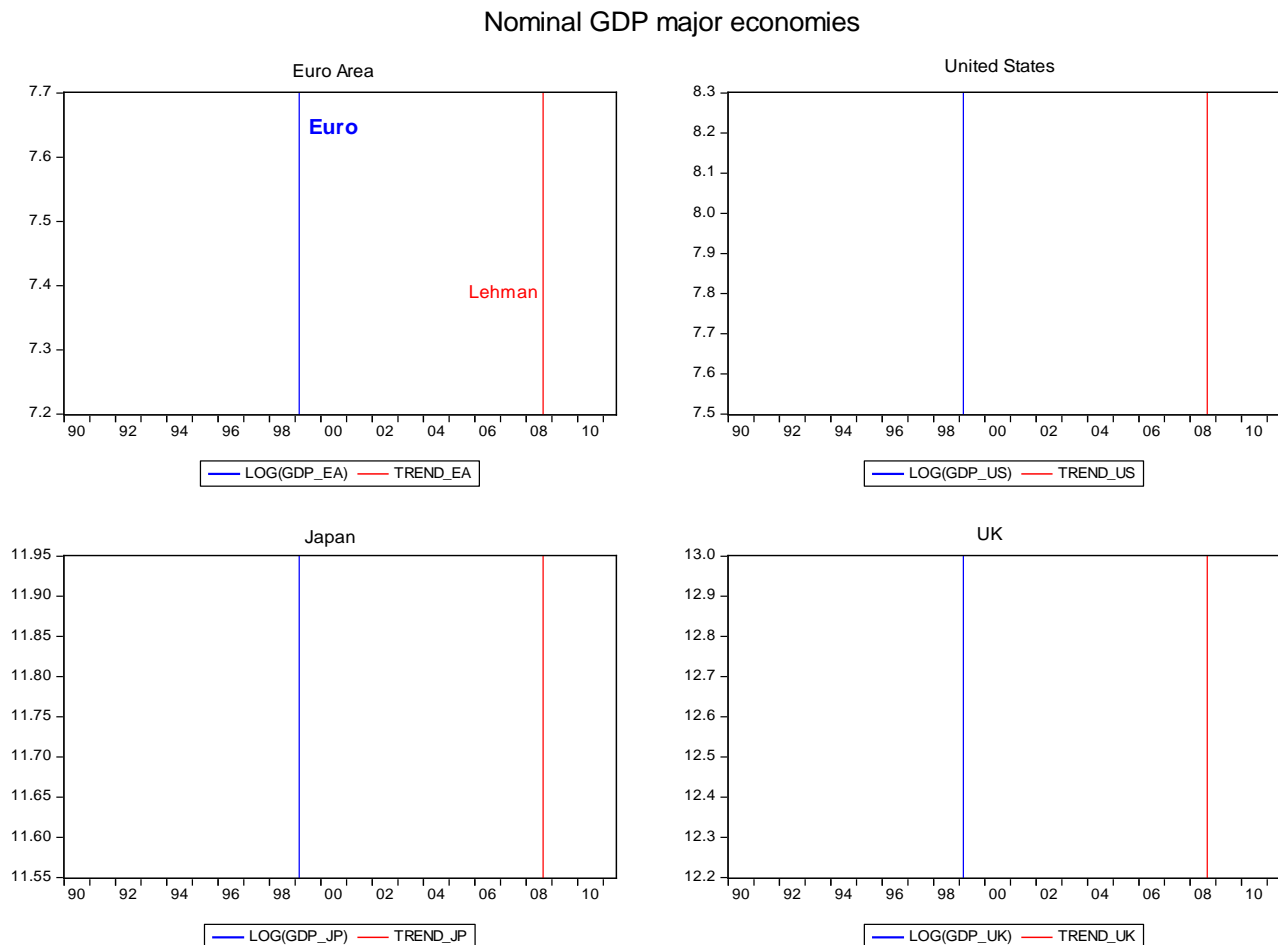 Nominal GDP major economies
Euro Area
7.7
7.6
7.5
7.4
7.3
7.2
Euro
Lehman
90 92 94 96 98 00 02 04 06 08 10
LOG(GDP_EA) TREND_EA
United States
8.3
8.2
8.1
8.0
7.9
7.8
7.7
7.6
7.5
90 92 94 96 98 00 02 04 06 08 10
LOG(GDP_US) TREND_US
Japan
11.95
11.90
11.85
11.80
11.75
11.70
11.65
11.60
11.55
90 92 94 96 98 00 02 04 06 08 10
LOG(GDP_JP) TREND_JP
UK
13.0
12.9
12.8
12.7
12.6
12.5
12.4
12.3
12.2
90 92 94 96 98 00 02 04 06 08 10
LOG(GDP_UK) TREND_UK